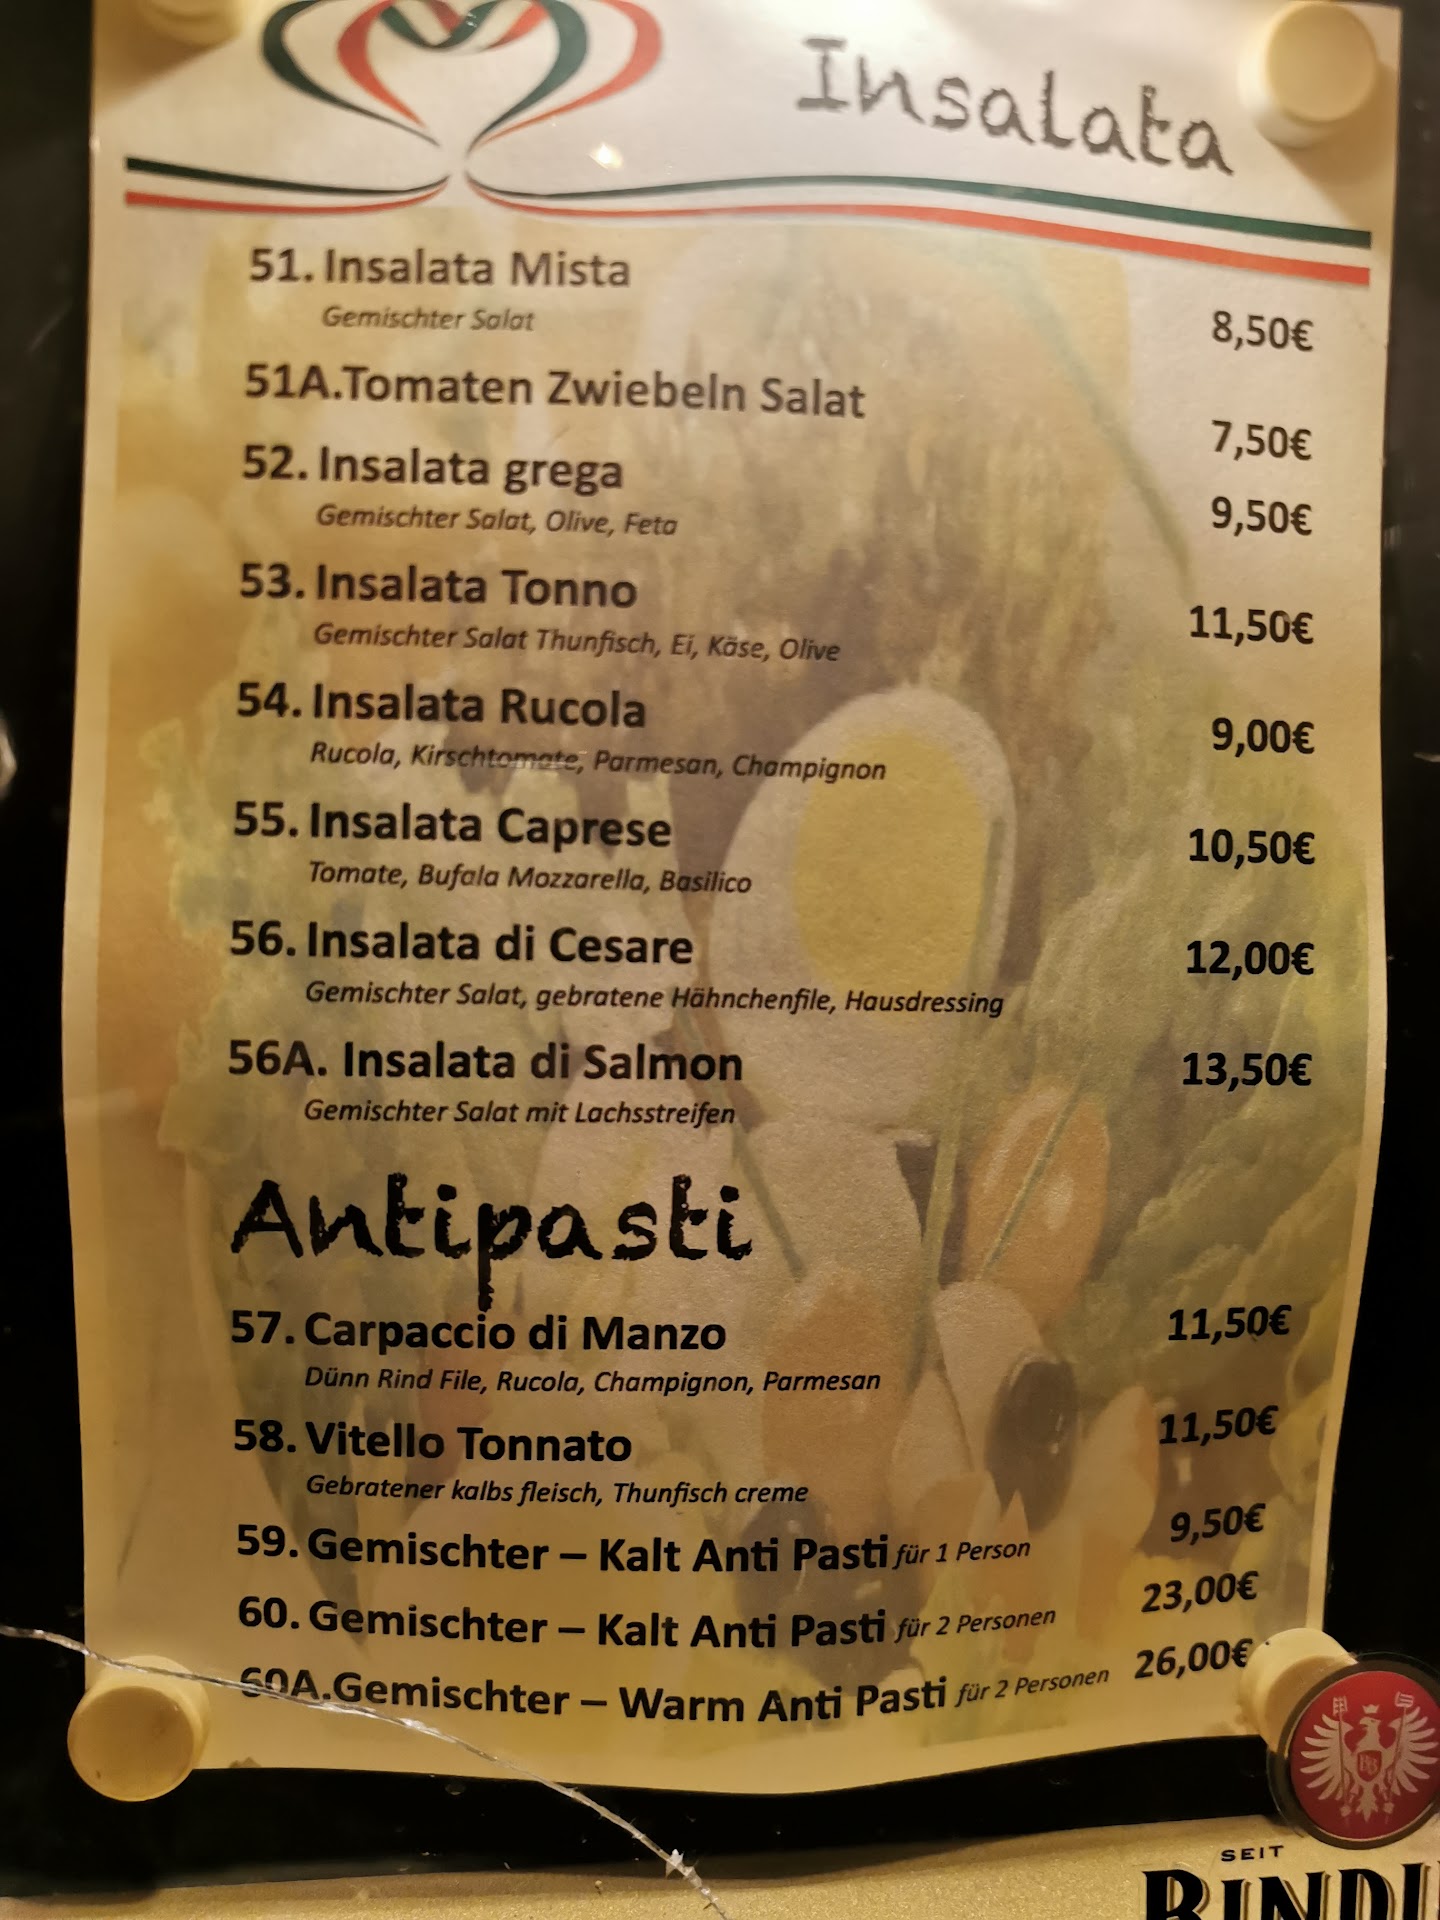 Insalata
51. Insalata Mista 8,50€
Gemischter Salat
51A.Tomaten Zwiebeln Salat 7,50€
52. Insalata grega 9,50€
Gemischter Salat, Olive, Feta
53. Insalata Tonno 11,50€
Gemischter Salat Thunfisch, Ei, Käse, Olive
54. Insalata Rucola 9,00€
Rucola, Kirschtomate, Parmesan, Champignon
55. Insalata Caprese 10,50€
Tomate, Bufala Mozzarella, Basilico
56. Insalata di Cesare 12,00€
Gemischter Salat, gebratene Hähnchenfile, Hausdressing
56A. Insalata di Salmon 13,50€
Gemischter Salat mit Lachsstreifen
Antipasti
57. Carpaccio di Manzo 11,50€
Dünn Rind File, Rucola, Champignon, Parmesan
58. Vitello Tonnato 11,50€
Gebratener kalbs fleisch, Thunfisch creme
59. Gemischter – Kalt Anti Pasti für 1 Person 9,50€
60. Gemischter – Kalt Anti Pasti für 2 Personen 23,00€
60A.Gemischter – Warm Anti Pasti für 2 Personen 26,00€
SEIT